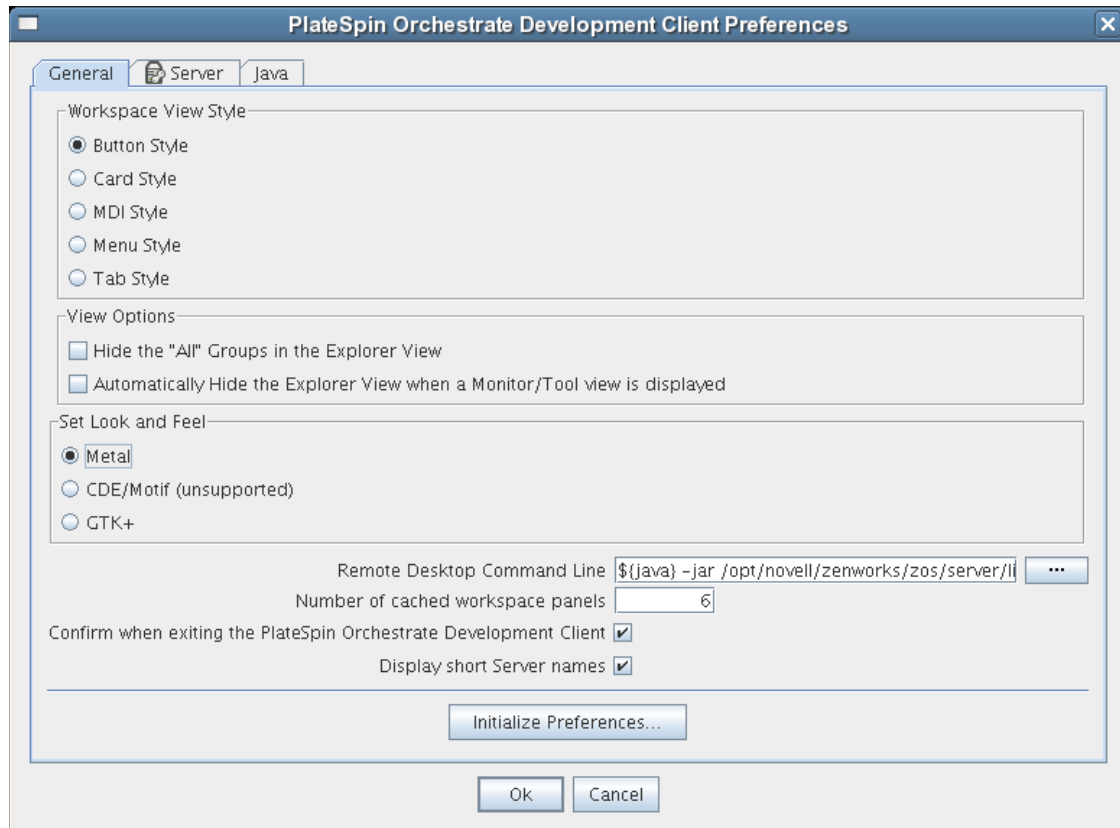 PlateSpin Orchestrate Development Client Preferences
General Server Java
Workspace View Style
Button Style
Card Style
MDI Style
Menu Style
Tab Style
View Options
Hide the "All" Groups in the Explorer View
Automatically Hide the Explorer View when a Monitor/Tool view is displayed
Set Look and Feel
Metal
CDE/Motif (unsupported)
GTK+
Remote Desktop Command Line ${java} -jar /opt/novell/zenworks/zos/server/li ...
Number of cached workspace panels 6
Confirm when exiting the PlateSpin Orchestrate Development Client
Display short Server names
Initialize Preferences...
Ok Cancel